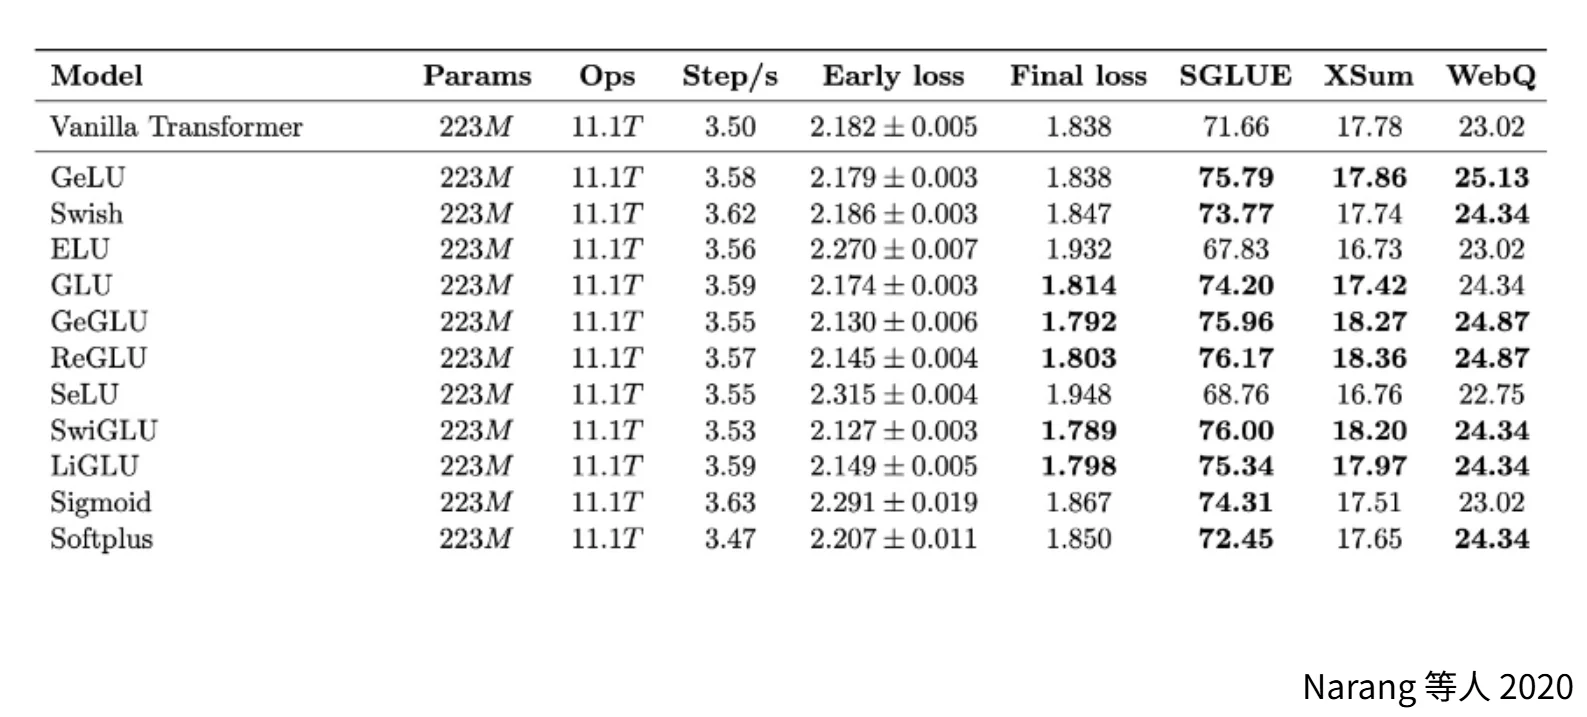 Model Params Ops Step/s Early loss Final loss SGLUE XSum WebQ
Vanilla Transformer 223M 11.1T 3.50 2.182 ± 0.005 1.838 71.66 17.78 23.02
GeLU 223M 11.1T 3.58 2.179 ± 0.003 1.838 75.79 17.86 25.13
Swish 223M 11.1T 3.62 2.186 ± 0.003 1.847 73.77 17.74 24.34
ELU 223M 11.1T 3.56 2.270 ± 0.007 1.932 67.83 16.73 23.02
GLU 223M 11.1T 3.59 2.174 ± 0.003 1.814 74.20 17.42 24.34
GeGLU 223M 11.1T 3.55 2.130 ± 0.006 1.792 75.96 18.27 24.87
ReGLU 223M 11.1T 3.57 2.145 ± 0.004 1.803 76.17 18.36 24.87
SeLU 223M 11.1T 3.55 2.315 ± 0.004 1.948 68.76 16.76 22.75
SwiGLU 223M 11.1T 3.53 2.127 ± 0.003 1.789 76.00 18.20 24.34
LiGLU 223M 11.1T 3.59 2.149 ± 0.005 1.798 75.34 17.97 24.34
Sigmoid 223M 11.1T 3.63 2.291 ± 0.019 1.867 74.31 17.51 23.02
Softplus 223M 11.1T 3.47 2.207 ± 0.011 1.850 72.45 17.65 24.34
Narang 等人 2020